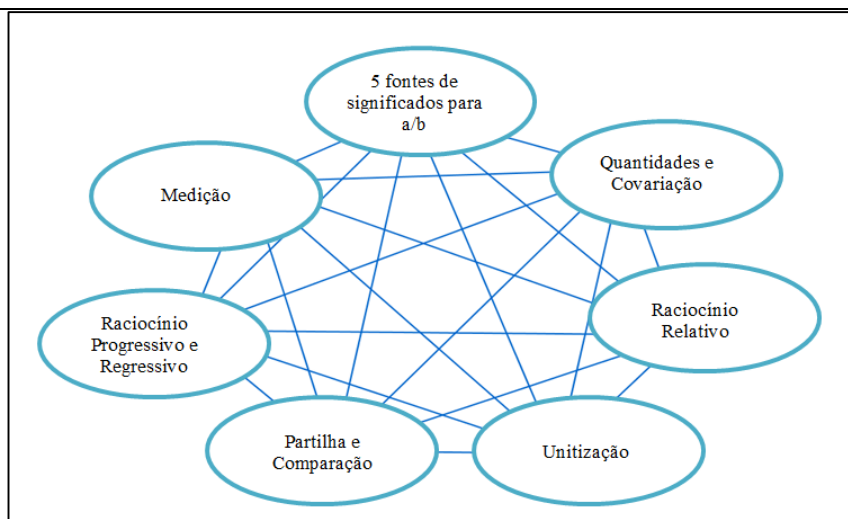 5 fontes de
significados para
a/b
Quantidades e
Covariação
Medição
Raciocínio
Relativo
Raciocínio
Progressivo e
Regressivo
Partilha e
Comparação
Unitização